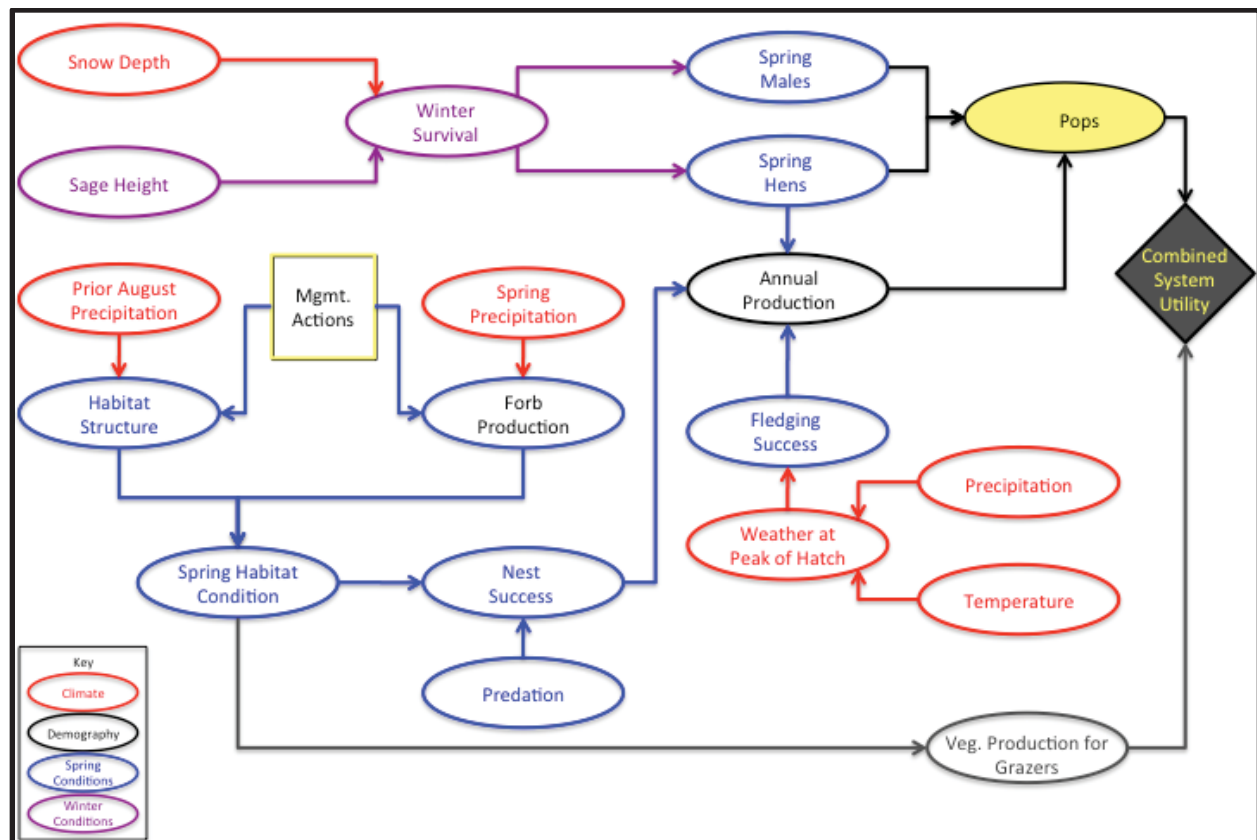 Snow Depth
Winter
Survival
Sage Height
Spring
Males
Spring
Hens
Pops
Combined
System
Utility
Prior August
Precipitation
Mgmt.
Actions
Spring
Precipitation
Annual
Production
Habitat
Structure
Forb
Production
Fledging
Success
Precipitation
Weather at
Peak of Hatch
Temperature
Spring Habitat
Condition
Nest
Success
Predation
Veg. Production for
Grazers
Key
Climate
Demography
Spring
Conditions
Winter
Conditions